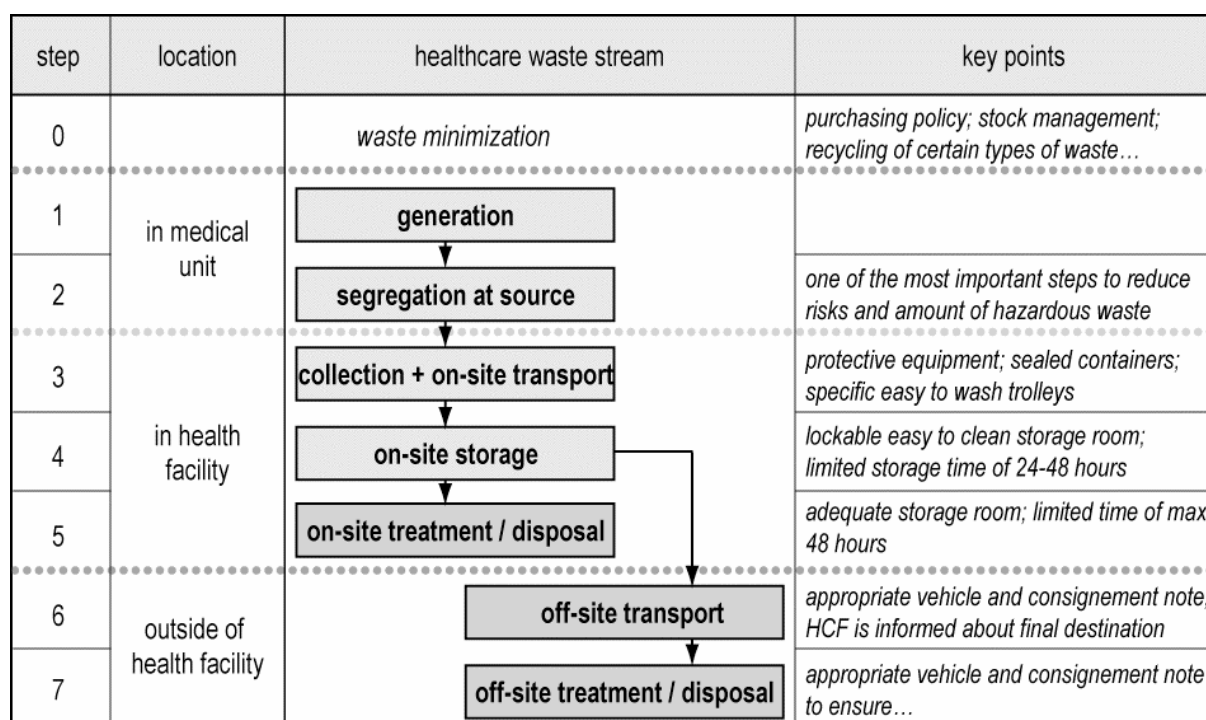 step location healthcare waste stream key points
0 waste minimization purchasing policy; stock management;
recycling of certain types of waste…
1 generation
in medical
unit
2 segregation at source one of the most important steps to reduce
risks and amount of hazardous waste
3 collection + on-site transport protective equipment; sealed containers;
specific easy to wash trolleys
in health
facility
4 on-site storage lockable easy to clean storage room;
limited storage time of 24-48 hours
5 on-site treatment / disposal adequate storage room; limited time of max
48 hours
6 off-site transport appropriate vehicle and consignement note,
HCF is informed about final destination
outside of
health facility
7 off-site treatment / disposal appropriate vehicle and consignement note
to ensure…